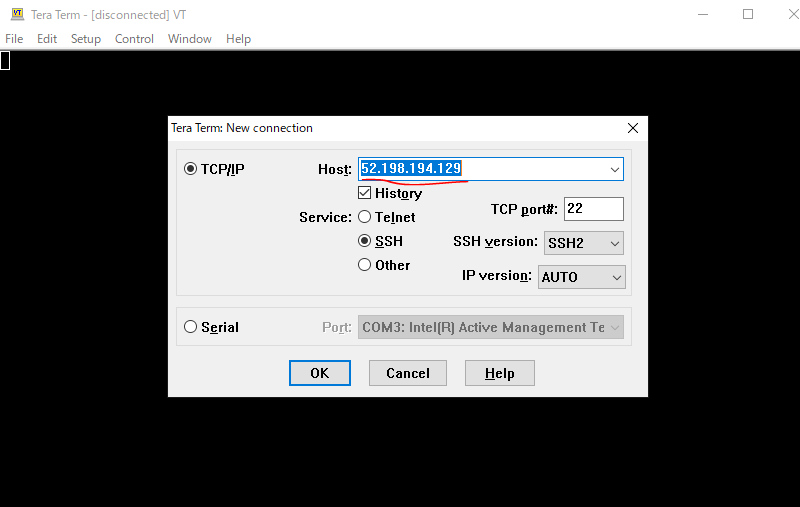 Tera Term - [disconnected] VT
File Edit Setup Control Window Help
Tera Term: New connection
TCP/IP Host: 52.198.194.129
History
Service: Telnet TCP port#: 22
SSH SSH version: SSH2
Other IP version: AUTO
Serial Port: COM3: Intel(R) Active Management Te
OK Cancel Help